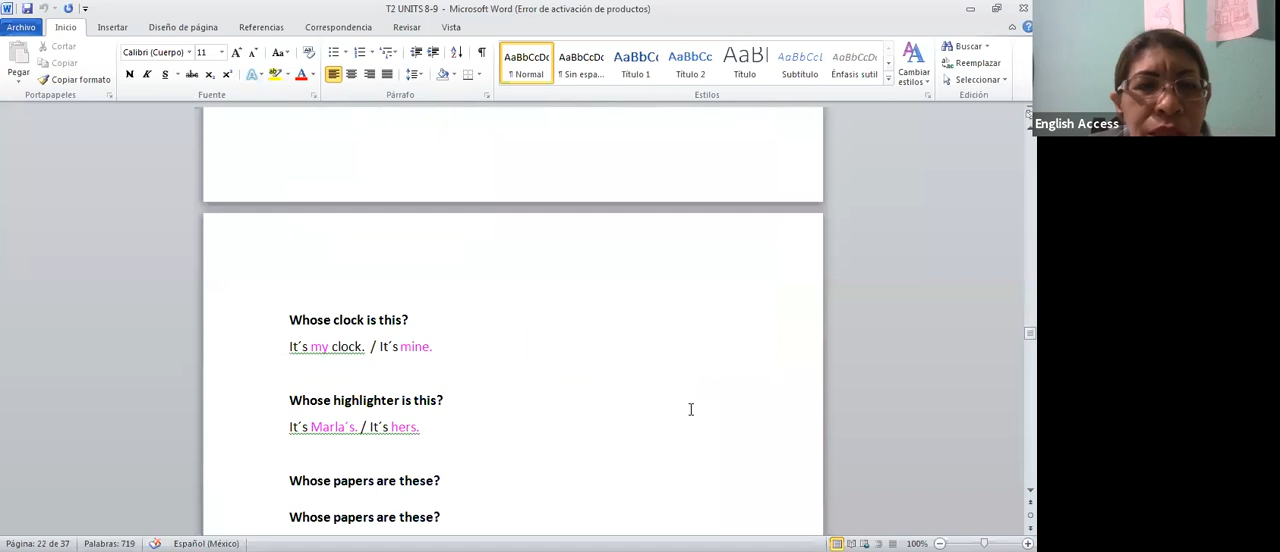 T2 UNITS 8-9 - Microsoft Word (Error de activación de productos)
Archivo Inicio Insertar Diseño de página Referencias Correspondencia Revisar Vista
Pegar
Cortar
Copiar
Copiar formato
Portapapeles
Calibri (Cuerpo) 11
Fuente
Párrafo
AaBbCcDc
¶ Normal
AaBbCcDc
¶ Sin espa...
AaBbC
Título 1
AaBbCc
Título 2
AaBl
Título
AaBbCcL
Subtítulo
AaBbCcDc
Énfasis sutil
Cambiar estilos
Estilos
Buscar
Reemplazar
Seleccionar
Edición
English Access
Whose clock is this?
It´s my clock. / It´s mine.
Whose highlighter is this?
It´s Marla´s. / It´s hers.
Whose papers are these?
Whose papers are these?
Página: 22 de 37 Palabras: 719 Español (México) 100%